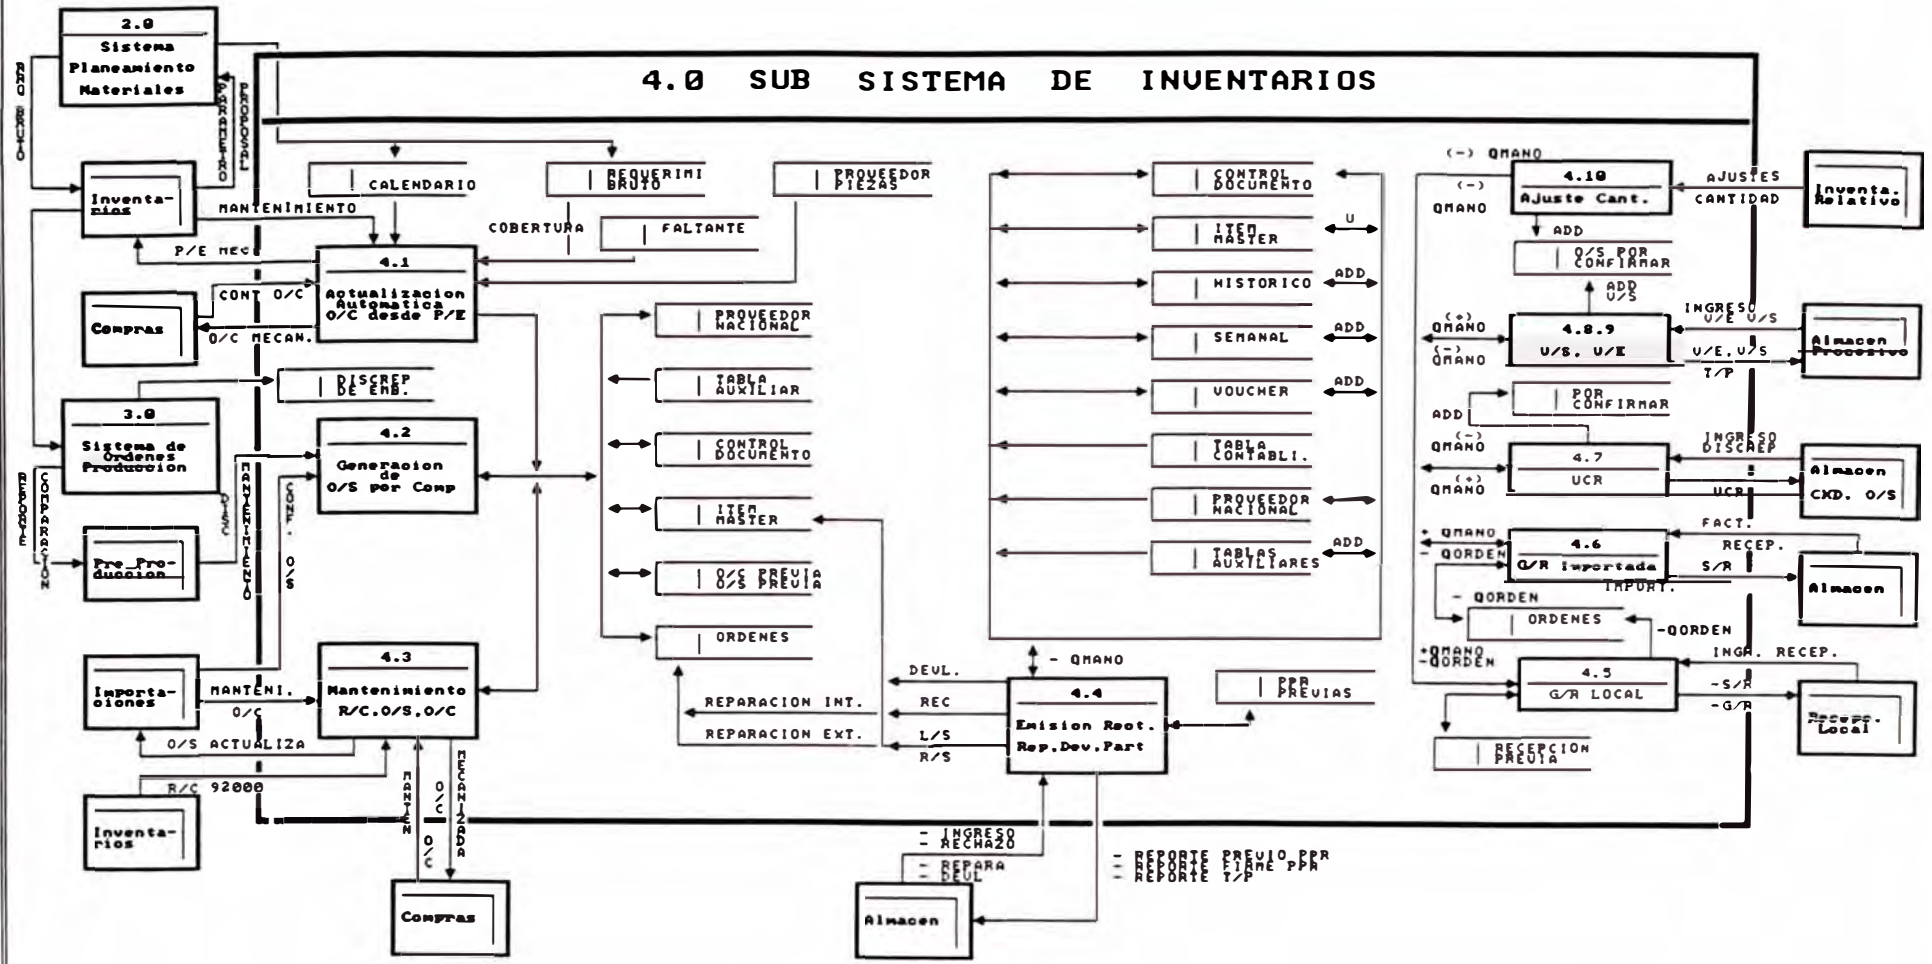 4.0 SUB SISTEMA DE INVENTARIOS
2.0
Sistema
Planeamiento
Materiales
PARAMETRO
PROPOSAL
Inventa-
rios
MANTENIMIENTO
P/E MEC
CONT O/C
Compras
O/C MECAN.
CALENDARIO
REQUERIMI
BRUTO
PROVEEDOR
PIEZAS
COBERTURA
FALTANTE
4.1
Actualizacion
Automatica
O/C desde P/E
DISCREP
DE EMB.
3.0
Sistema de
Ordenes
Produccion
REPORTE
COMPARACION
DISC
MANTENIMIENTO
CONF. O/S
4.2
Generacion
de
O/S por Comp
Pre_Pro-
duccion
Importa-
ciones
MANTENI.
O/C
O/S ACTUALIZA
R/C 92000
Inventa-
rios
4.3
Mantenimiento
R/C.O/S.O/C
MANTEN
O/C
O/C
MECANIZADA
Compras
PROVEEDOR
NACIONAL
TABLA
AUXILIAR
CONTROL
DOCUMENTO
ITEM
MASTER
O/C PREVIA
O/S PREVIA
ORDENES
REPARACION INT.
REPARACION EXT.
DEVL.
REC
L/S
R/S
CONTROL
DOCUMENTO
ITEM
MASTER
U
HISTORICO
ADD
SEMANAL
ADD
VOUCHER
ADD
TABLA
CONTABLI.
PROVEEDOR
NACIONAL
TABLAS
AUXILIARES
ADD
- QMANO
4.4
Emision Rect.
Rep.Dev.Part
PPR
PREVIAS
- INGRESO
- RECHAZO
- REPARA
- DEVL
Almacen
- REPORTE PREVIO PPR
- REPORTE FIRME PPR
- REPORTE T/P
(-) QMANO
(-)
QMANO
4.10
Ajuste Cant.
AJUSTES
CANTIDAD
Inventa.
Relativo
ADD
O/S POR
CONFIRMAR
ADD
V/S
(+)
QMANO
(-)
QMANO
4.8.9
V/S. V/E
INGRESO
V/E V/S
V/E.V/S
T/P
Almacen
Procesivo
POR
CONFIRMAR
ADD
(-)
QMANO
(+)
QMANO
4.7
UCR
INGRESO
DISCREP
UCR
Almacen
CKD. O/S
+ QMANO
- QORDEN
4.6
G/R Importada
FACT.
RECEP.
S/R
IMPORT.
Almacen
- QORDEN
ORDENES
-QORDEN
+QMANO
-QORDEN
4.5
G/R LOCAL
INGR. RECEP.
-S/R
-G/R
Recepc.
Local
RECEPCION
PREVIA